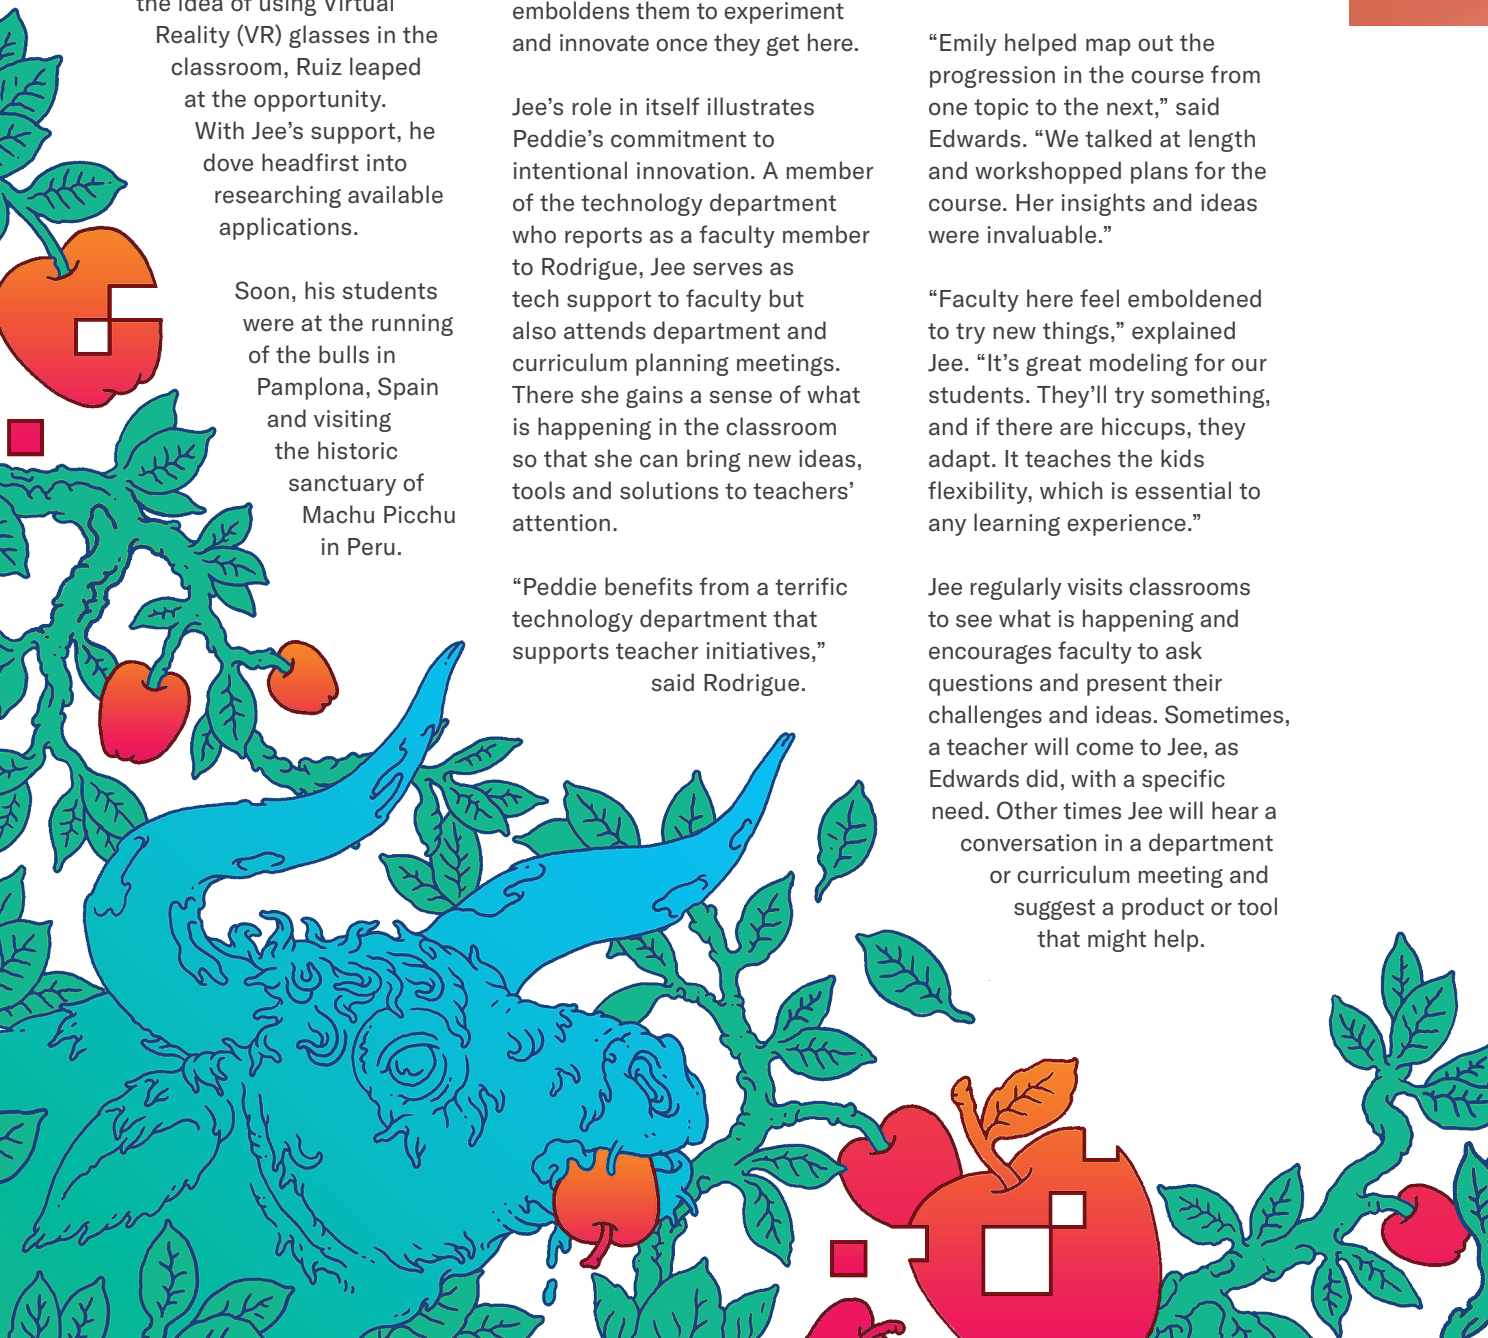 the idea of using Virtual
Reality (VR) glasses in the
classroom, Ruiz leaped
at the opportunity.
With Jee’s support, he
dove headfirst into
researching available
applications.
Soon, his students
were at the running
of the bulls in
Pamplona, Spain
and visiting
the historic
sanctuary of
Machu Picchu
in Peru.
emboldens them to experiment
and innovate once they get here.
Jee’s role in itself illustrates
Peddie’s commitment to
intentional innovation. A member
of the technology department
who reports as a faculty member
to Rodrigue, Jee serves as
tech support to faculty but
also attends department and
curriculum planning meetings.
There she gains a sense of what
is happening in the classroom
so that she can bring new ideas,
tools and solutions to teachers’
attention.
“Peddie benefits from a terrific
technology department that
supports teacher initiatives,”
said Rodrigue.
“Emily helped map out the
progression in the course from
one topic to the next,” said
Edwards. “We talked at length
and workshopped plans for the
course. Her insights and ideas
were invaluable.”
“Faculty here feel emboldened
to try new things,” explained
Jee. “It’s great modeling for our
students. They’ll try something,
and if there are hiccups, they
adapt. It teaches the kids
flexibility, which is essential to
any learning experience.”
Jee regularly visits classrooms
to see what is happening and
encourages faculty to ask
questions and present their
challenges and ideas. Sometimes,
a teacher will come to Jee, as
Edwards did, with a specific
need. Other times Jee will hear a
conversation in a department
or curriculum meeting and
suggest a product or tool
that might help.